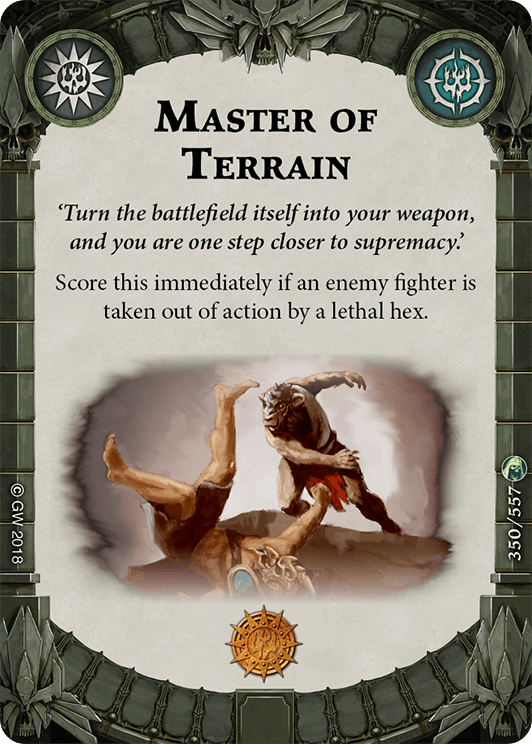 Master of
Terrain
‘Turn the battlefield itself into your weapon,
and you are one step closer to supremacy.’
Score this immediately if an enemy fighter is
taken out of action by a lethal hex.
© GW 2018
350/557